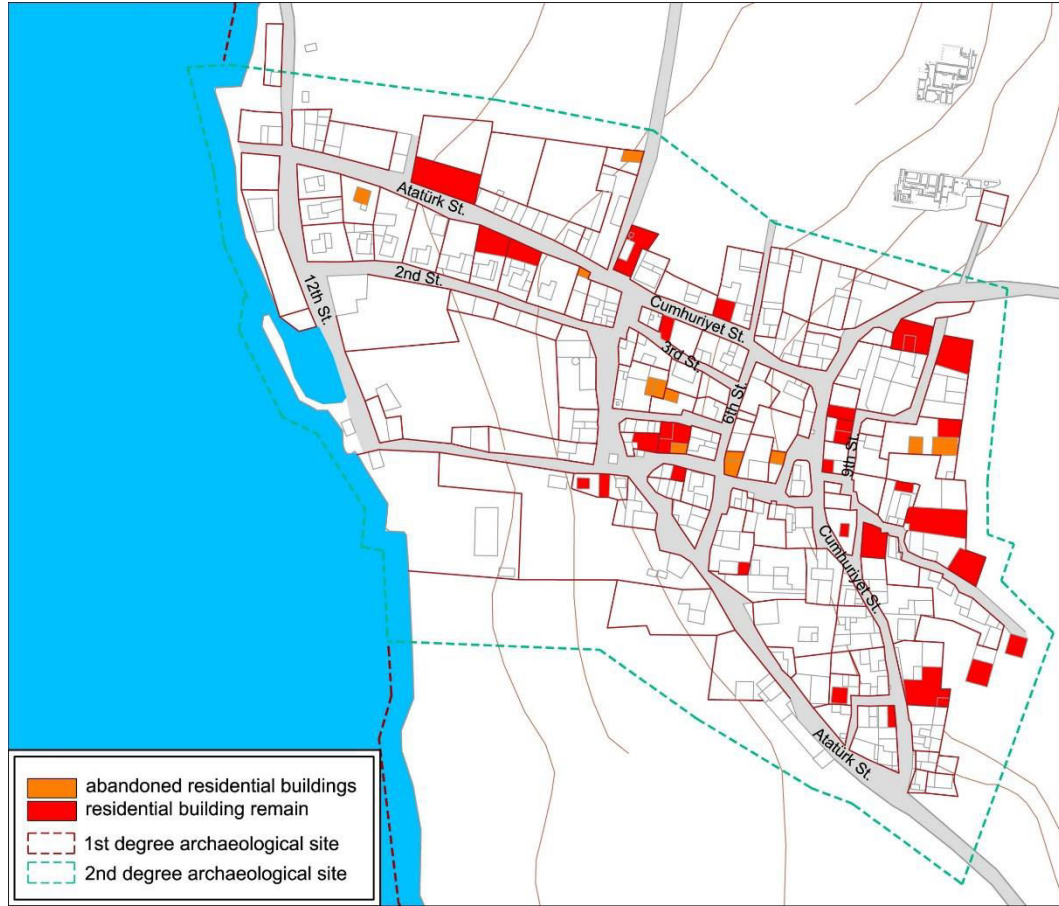 Atatürk St.
2nd St.
12th St.
Cumhuriyet St.
3rd St.
6th St.
9th St.
Cumhuriyet St.
Atatürk St.
abandoned residential buildings
residential building remain
1st degree archaeological site
2nd degree archaeological site